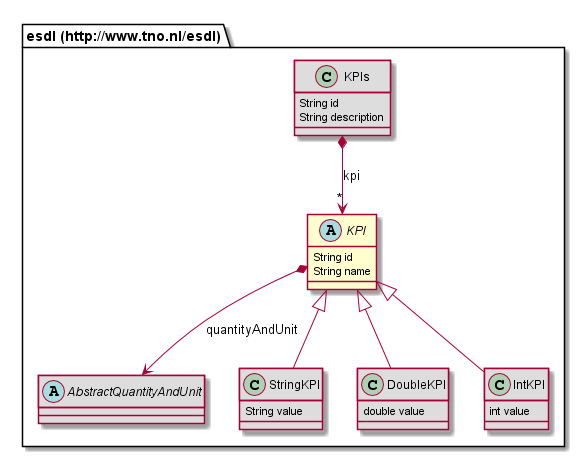 esdl (http://www.tno.nl/esdl)
C KPIs
String id
String description
kpi
*
A KPI
String id
String name
quantityAndUnit
A AbstractQuantityAndUnit
C StringKPI
String value
C DoubleKPI
double value
C IntKPI
int value